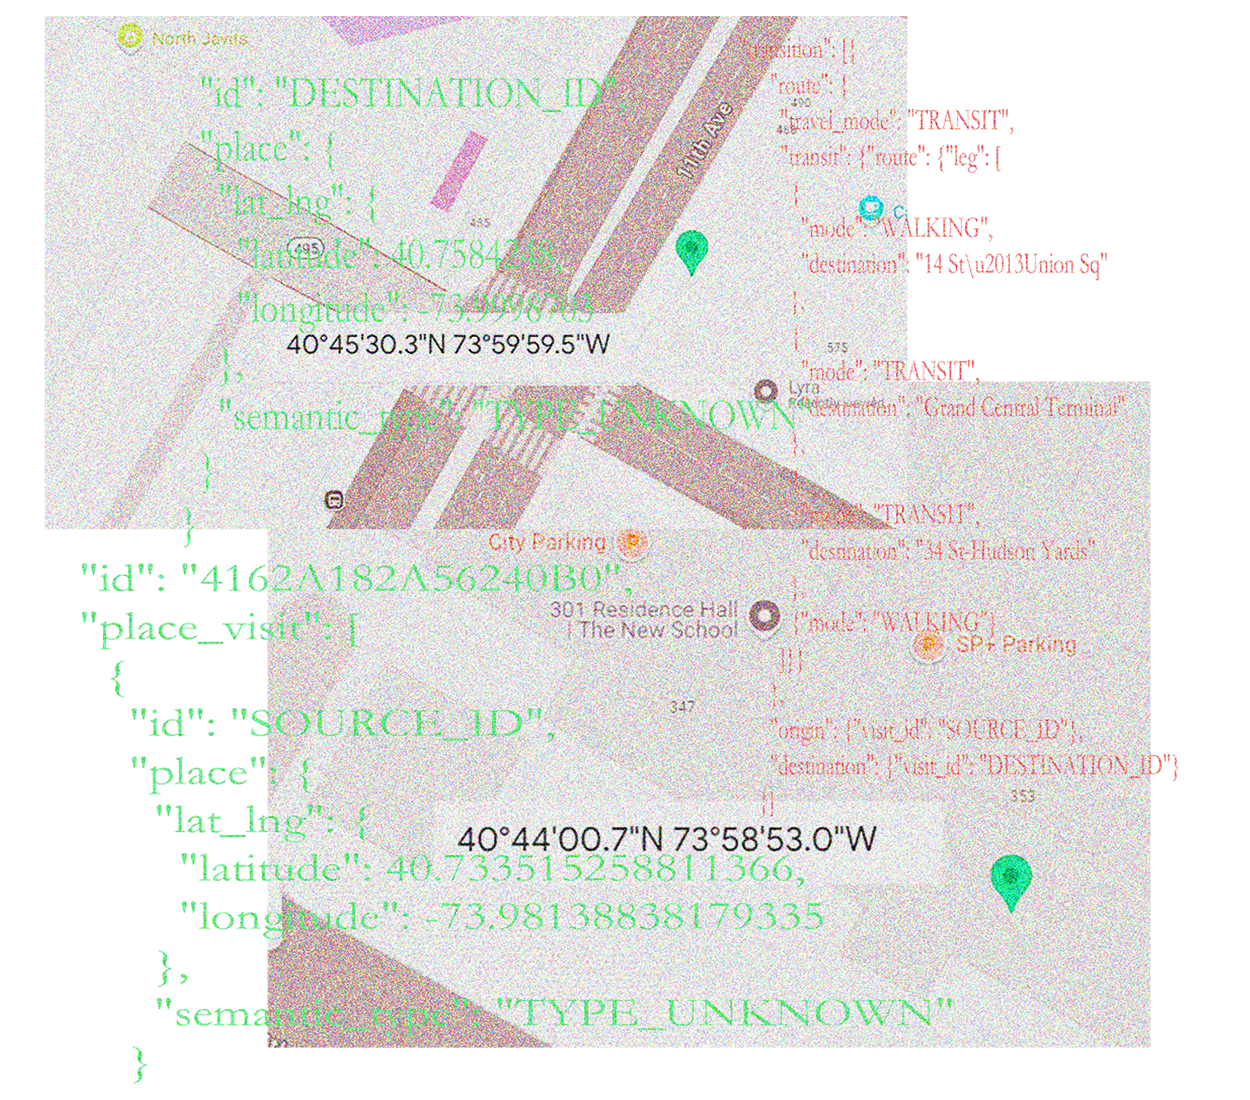 North Javits
"id": "DESTINATION_ID",
"place": {
"lat_lng": {
"latitude": 40.7584248,
"longitude": -73.9998703
},
"semantic_type": "TYPE_UNKNOWN"
}
}
495
485
11th Ave
490
486
575
Lyra
40°45'30.3"N 73°59'59.5"W
"transition": [{
"route": {
"travel_mode": "TRANSIT",
"transit": {"route": {"leg": [
{
"mode": "WALKING",
"destination": "14 St\u2013Union Sq"
},
{
"mode": "TRANSIT",
"destination": "Grand Central Terminal"
},
"mode": "TRANSIT",
"destination": "34 St-Hudson Yards"
},
{"mode": "WALKING"}
]}}
},
"origin": {"visit_id": "SOURCE_ID"},
"destination": {"visit_id": "DESTINATION_ID"}
}]
City Parking
301 Residence Hall
| The New School
SP+ Parking
347
353
40°44'00.7"N 73°58'53.0"W
"id": "4162A182A56240B0",
"place_visit": [
{
"id": "SOURCE_ID",
"place": {
"lat_lng": {
"latitude": 40.733515258811366,
"longitude": -73.98138838179335
},
"semantic_type": "TYPE_UNKNOWN"
}